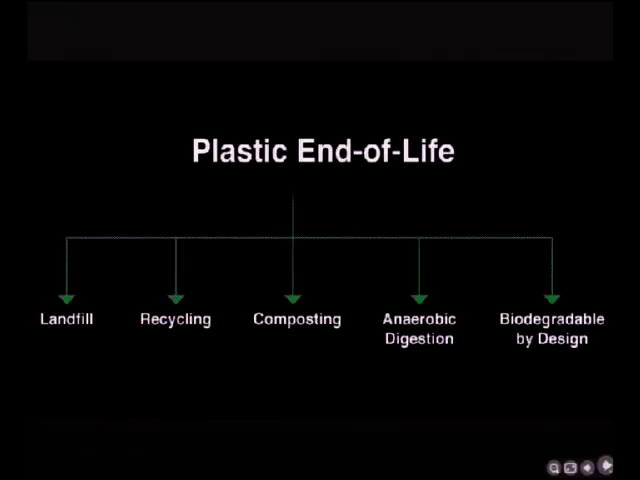 Plastic End-of-Life
Landfill
Recycling
Composting
Anaerobic
Digestion
Biodegradable
by Design